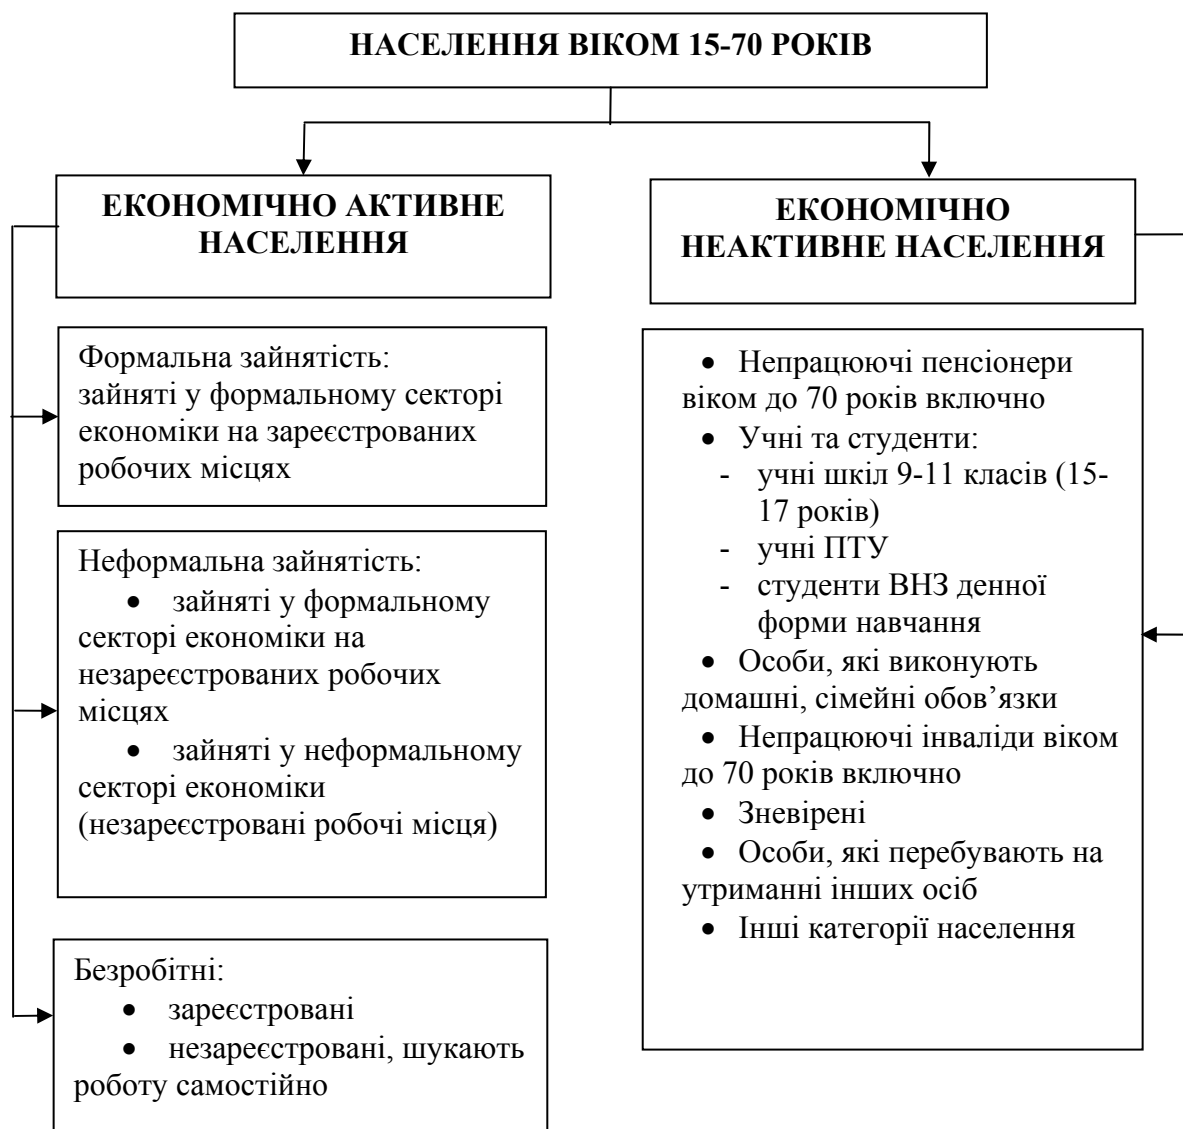 НАСЕЛЕННЯ ВІКОМ 15-70 РОКІВ
ЕКОНОМІЧНО АКТИВНЕ
НАСЕЛЕННЯ
Формальна зайнятість:
зайняті у формальному секторі
економіки на зареєстрованих
робочих місцях
Неформальна зайнятість:
• зайняті у формальному
секторі економіки на
незареєстрованих робочих
місцях
• зайняті у неформальному
секторі економіки
(незареєстровані робочі місця)
Безробітні:
• зареєстровані
• незареєстровані, шукають
роботу самостійно
ЕКОНОМІЧНО
НЕАКТИВНЕ НАСЕЛЕННЯ
• Непрацюючі пенсіонери
віком до 70 років включно
• Учні та студенти:
- учні шкіл 9-11 класів (15-
17 років)
- учні ПТУ
- студенти ВНЗ денної
форми навчання
• Особи, які виконують
домашні, сімейні обов’язки
• Непрацюючі інваліди віком
до 70 років включно
• Зневірені
• Особи, які перебувають на
утриманні інших осіб
• Інші категорії населення